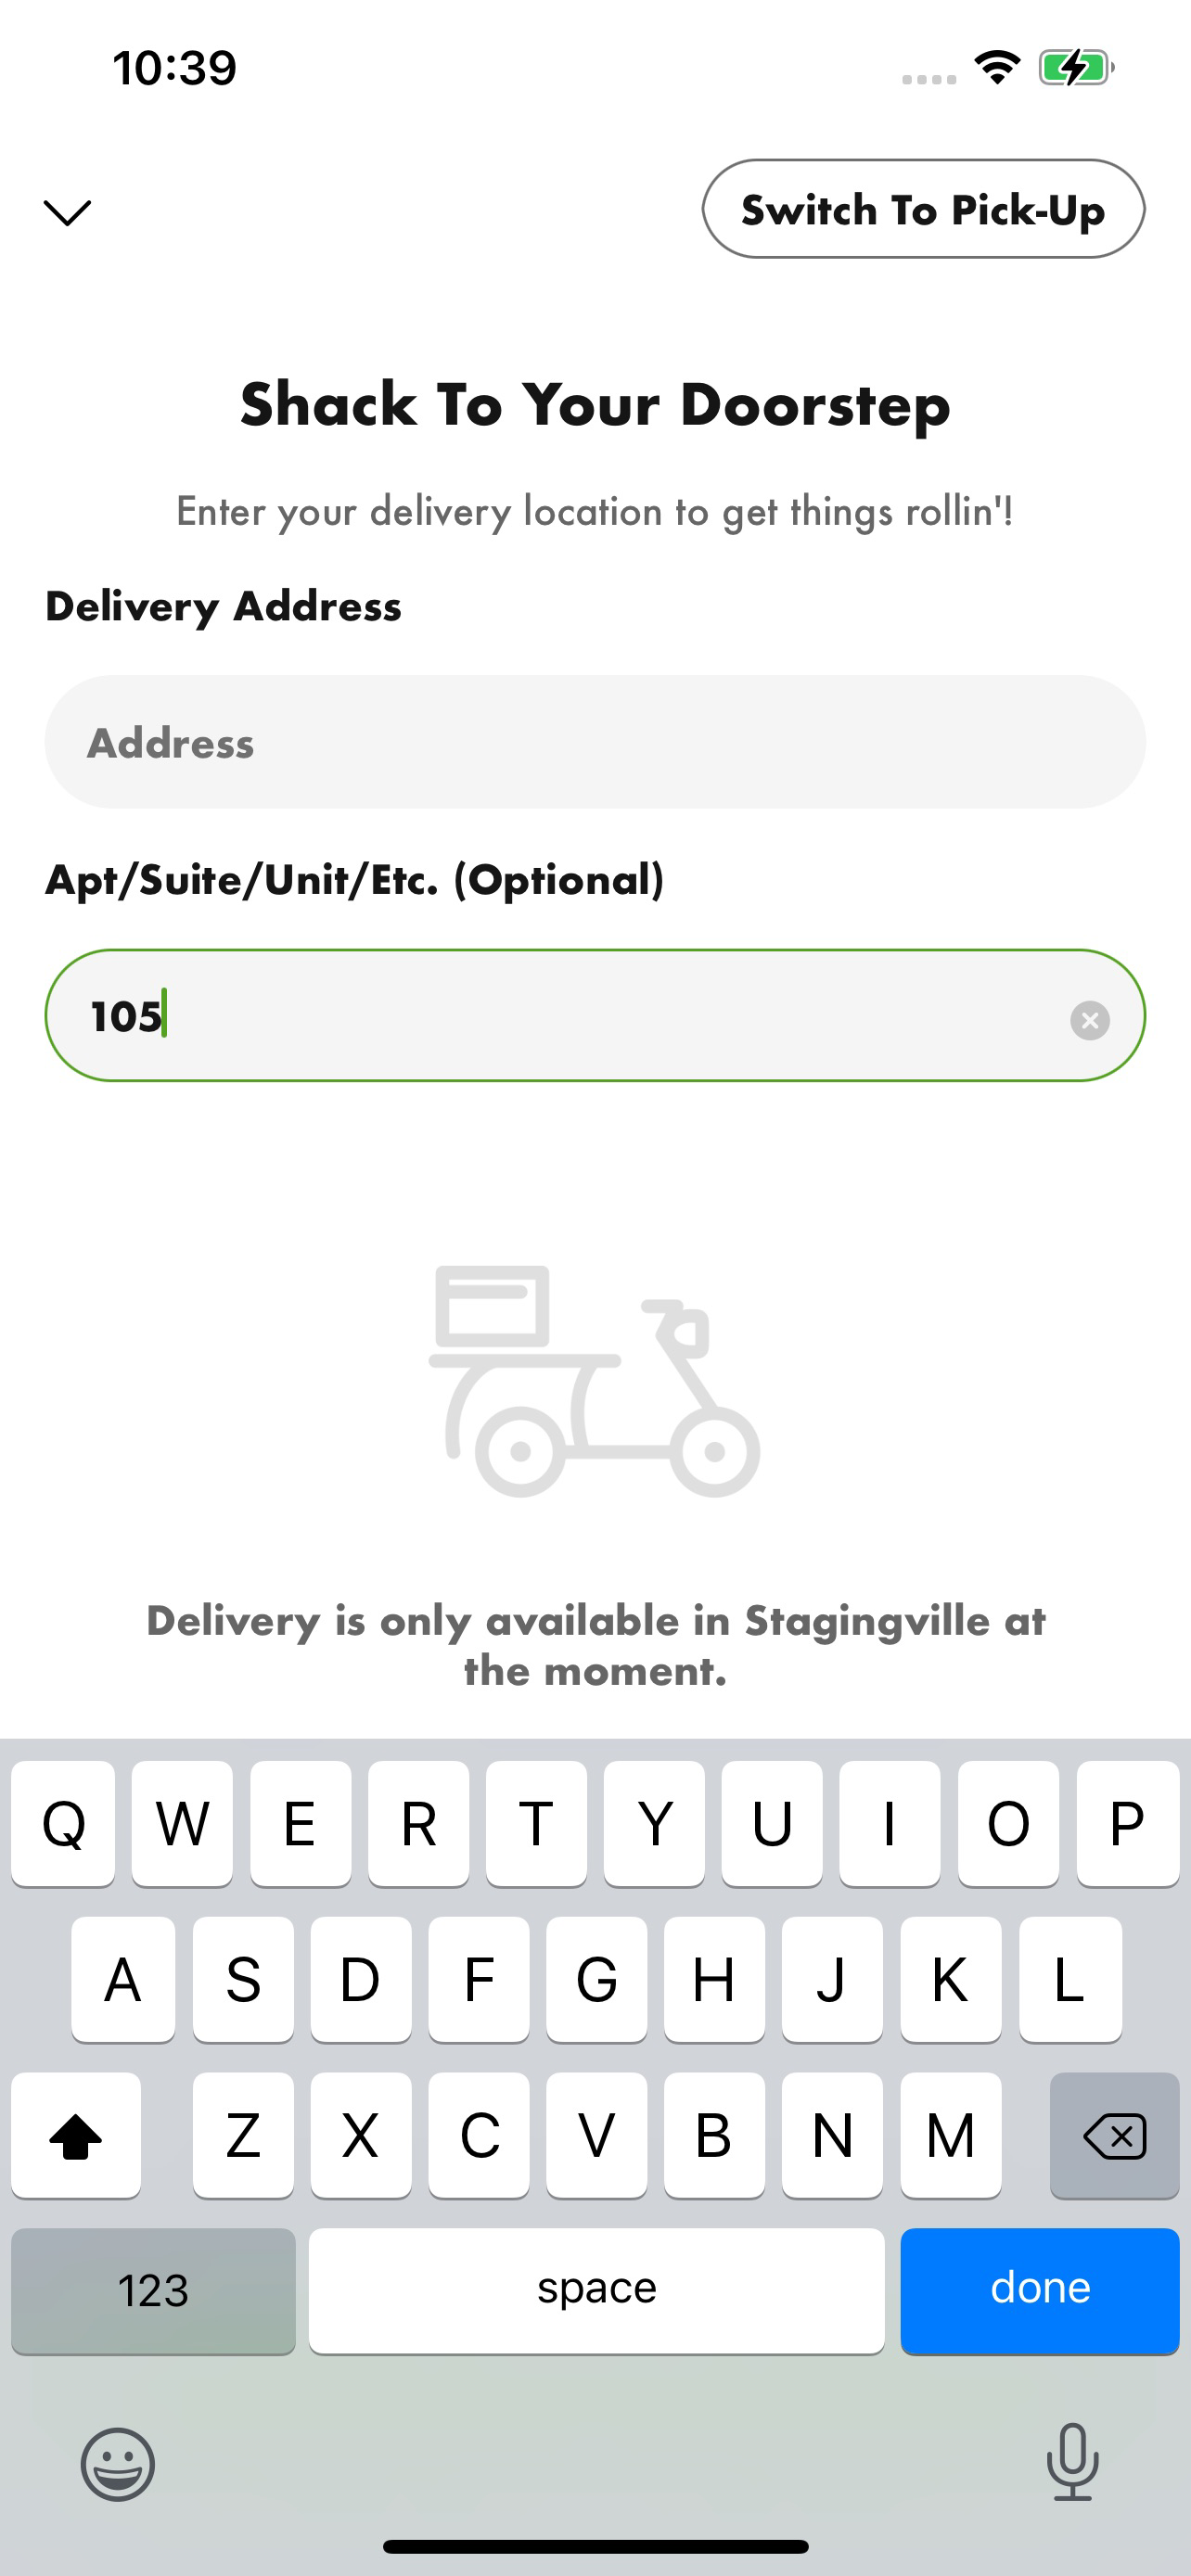 10:39
Switch To Pick-Up
Shack To Your Doorstep
Enter your delivery location to get things rollin'!
Delivery Address
Address
Apt/Suite/Unit/Etc. (Optional)
105
Delivery is only available in Stagingville at
the moment.
Q W E R T Y U I O P
A S D F G H J K L
Z X C V B N M
123 space done